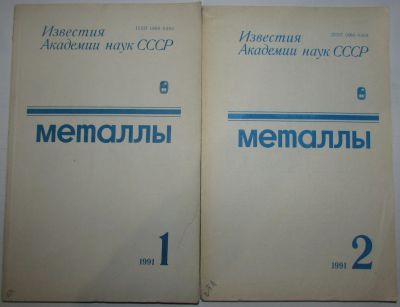 Известия
Академии наук СССР
металлы
1991 1
Известия
Академии наук СССР
металлы
1991 2